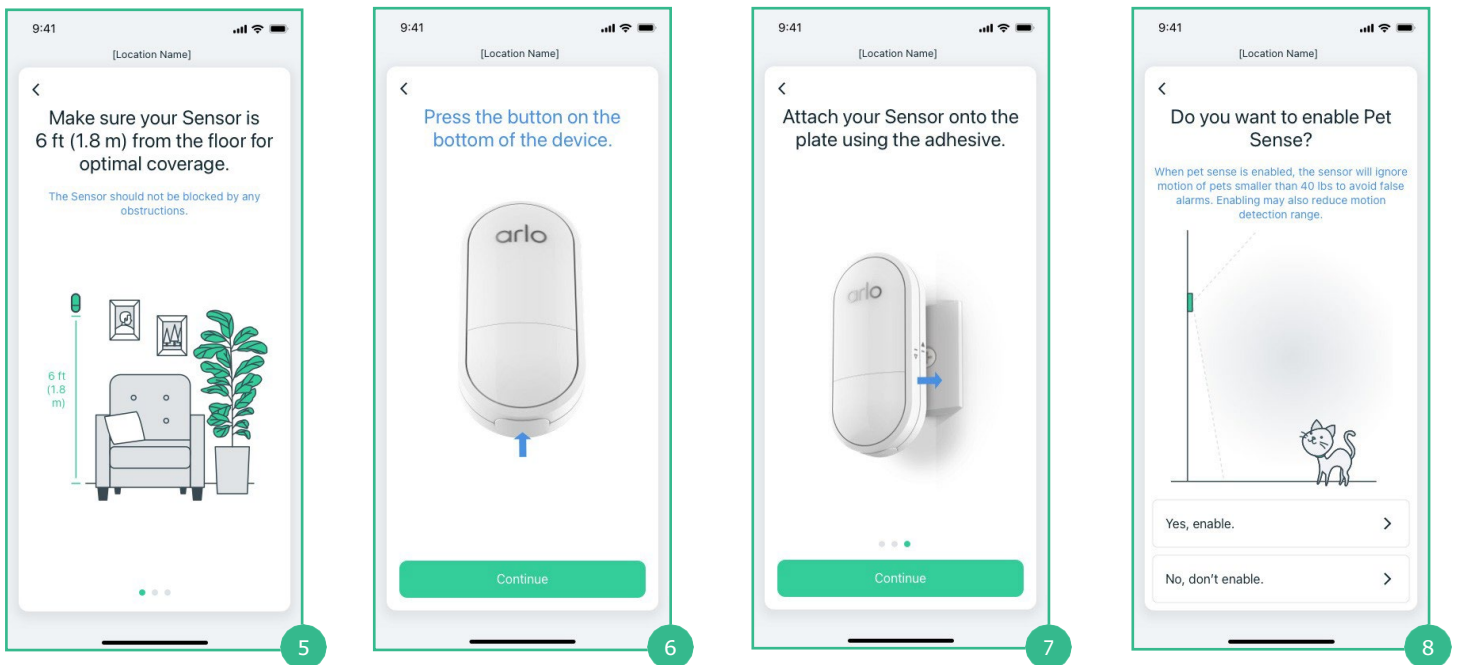 9:41
[Location Name]
Make sure your Sensor is
6 ft (1.8 m) from the floor for
optimal coverage.
The Sensor should not be blocked by any
obstructions.
6 ft
(1.8
m)
5
9:41
[Location Name]
Press the button on the
bottom of the device.
arlo
Continue
6
9:41
[Location Name]
Attach your Sensor onto the
plate using the adhesive.
arlo
Continue
7
9:41
[Location Name]
Do you want to enable Pet
Sense?
When pet sense is enabled, the sensor will ignore
motion of pets smaller than 40 lbs to avoid false
alarms. Enabling may also reduce motion
detection range.
Yes, enable.
No, don’t enable.
8